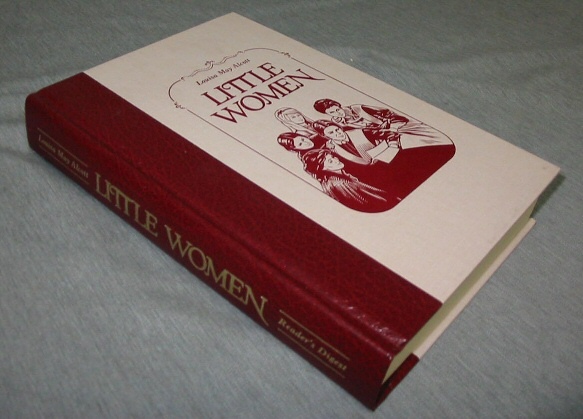 Louisa May Alcott
LITTLE
WOMEN
Louisa May Alcott
LITTLE WOMEN
Reader's Digest